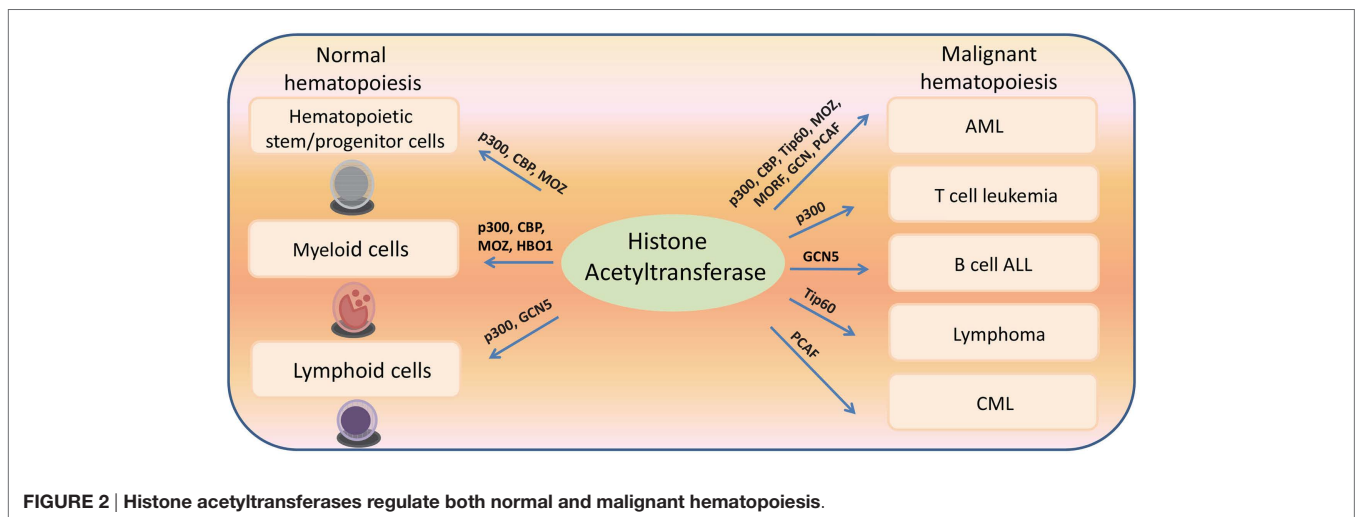 Normal
hematopoiesis
Hematopoietic
stem/progenitor cells
Myeloid cells
Lymphoid cells
p300, CBP, MOZ
p300, CBP,
MOZ, HBO1
p300, GCN5
Histone
Acetyltransferase
p300, CBP, Tip60, MOZ,
MORF, GCN, PCAF
p300
GCN5
Tip60
PCAF
Malignant
hematopoiesis
AML
T cell leukemia
B cell ALL
Lymphoma
CML
FIGURE 2 | Histone acetyltransferases regulate both normal and malignant hematopoiesis.